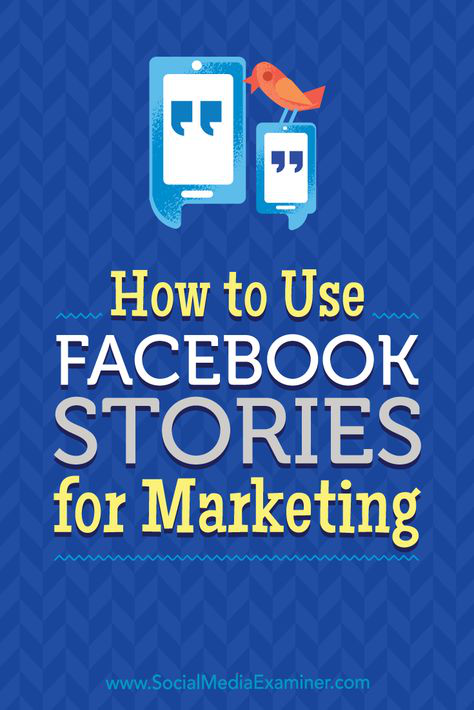 How to Use
FACEBOOK
STORIES
for Marketing
www.SocialMediaExaminer.com